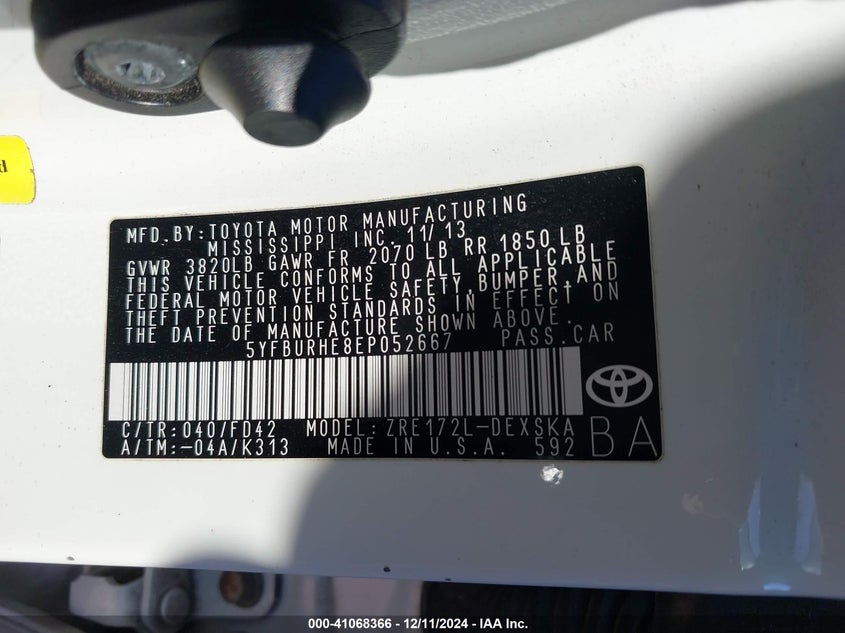 d
MFD. BY: TOYOTA MOTOR MANUFACTURING
MISSISSIPPI INC. 11/13
GVWR 3820LB GAWR FR 2070 LB RR 1850 LB
THIS VEHICLE CONFORMS TO ALL APPLICABLE
FEDERAL MOTOR VEHICLE SAFETY, BUMPER, AND
THEFT PREVENTION STANDARDS IN EFFECT ON
THE DATE OF MANUFACTURE SHOWN ABOVE.
5YFBURHE8EP052667 PASS. CAR
C/TR: 040/FD42 MODEL: ZRE172L-DEXSKA
A/TM:-04A/K313 MADE IN U.S.A. 592
BA
000-41068366 - 12/11/2024 - IAA Inc.